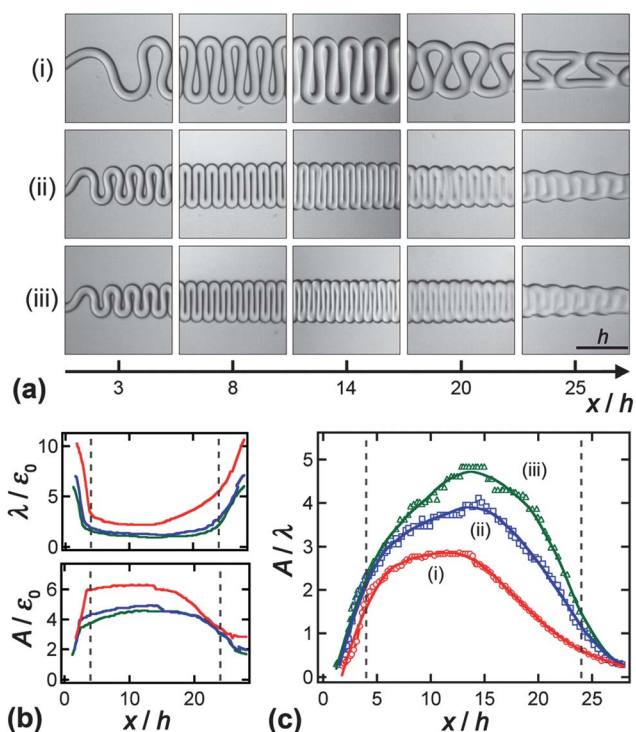 (i)
(ii)
(iii)
h
(a)
3 8 14 20 25
x / h
λ / ε0
10
5
0
A / ε0
6
4
2
0
0 10 20
x / h
(b)
A / λ
5
4
3
2
1
0
(iii)
(ii)
(i)
0 5 10 15 20 25
x / h
(c)